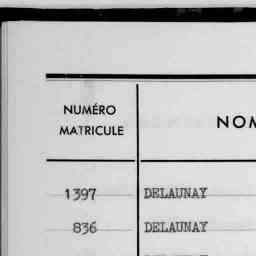 NUMÉRO
MATRICULE
NOM
1397 DELAUNAY
836 DELAUNAY